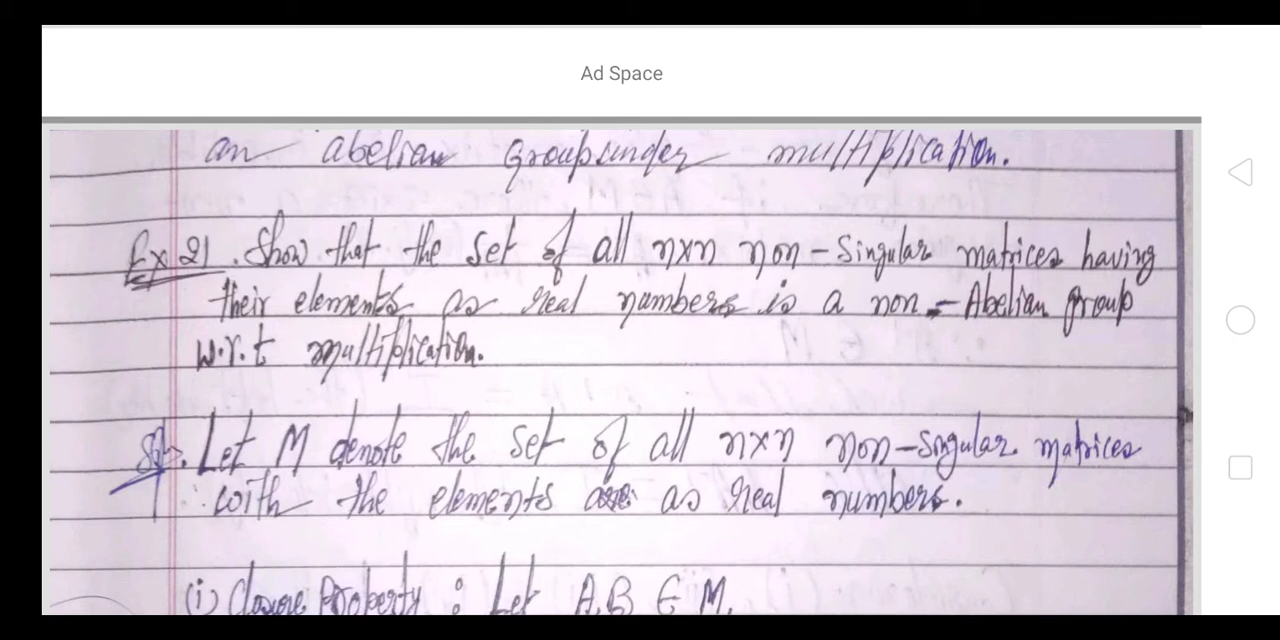 Ad Space
an abelian group under multiplication.
Ex. 21. Show that the set of all n×n non-singular matrices having
their elements as real numbers is a non-Abelian group
w.r.t multiplication.
Sol. Let M denote the set of all n×n non-singular matrices
with the elements as real numbers.
(i) Closure Property : Let A, B ∈ M.